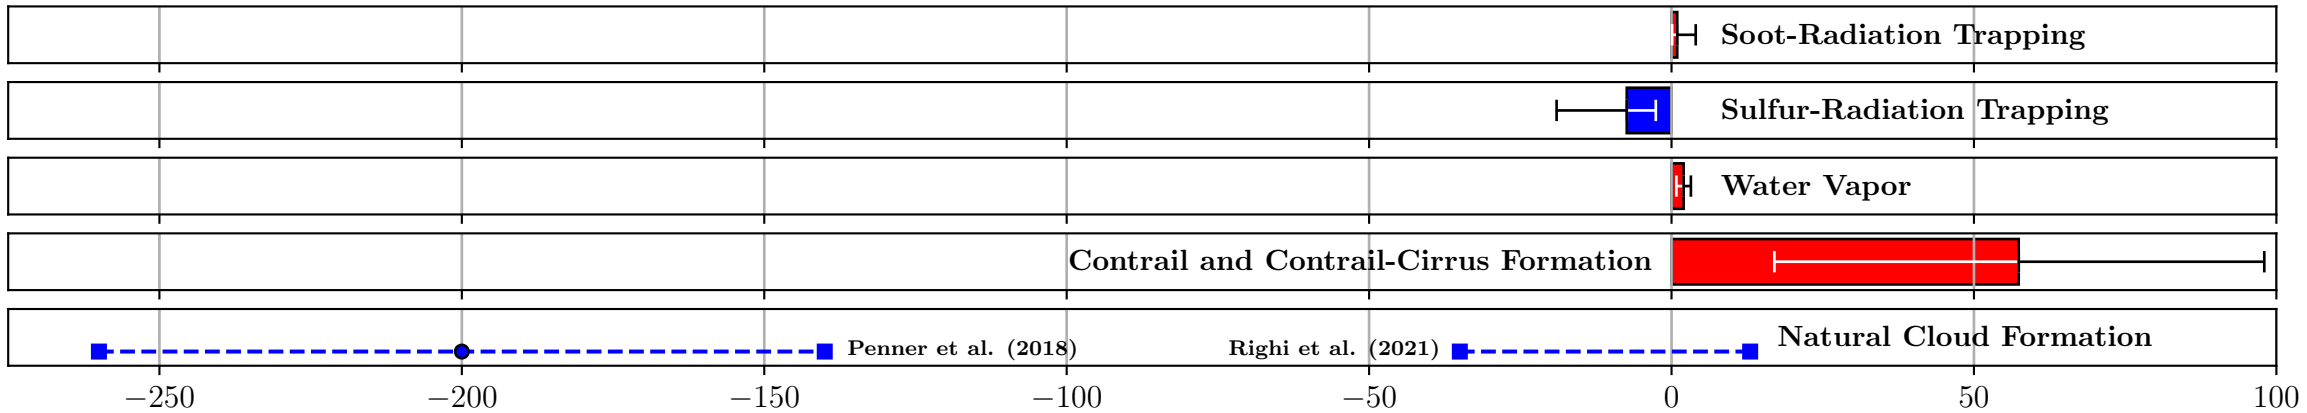 Soot-Radiation Trapping
Sulfur-Radiation Trapping
Water Vapor
Contrail and Contrail-Cirrus Formation
Natural Cloud Formation
Penner et al. (2018)
Righi et al. (2021)
−250
−200
−150
−100
−50
0
50
100